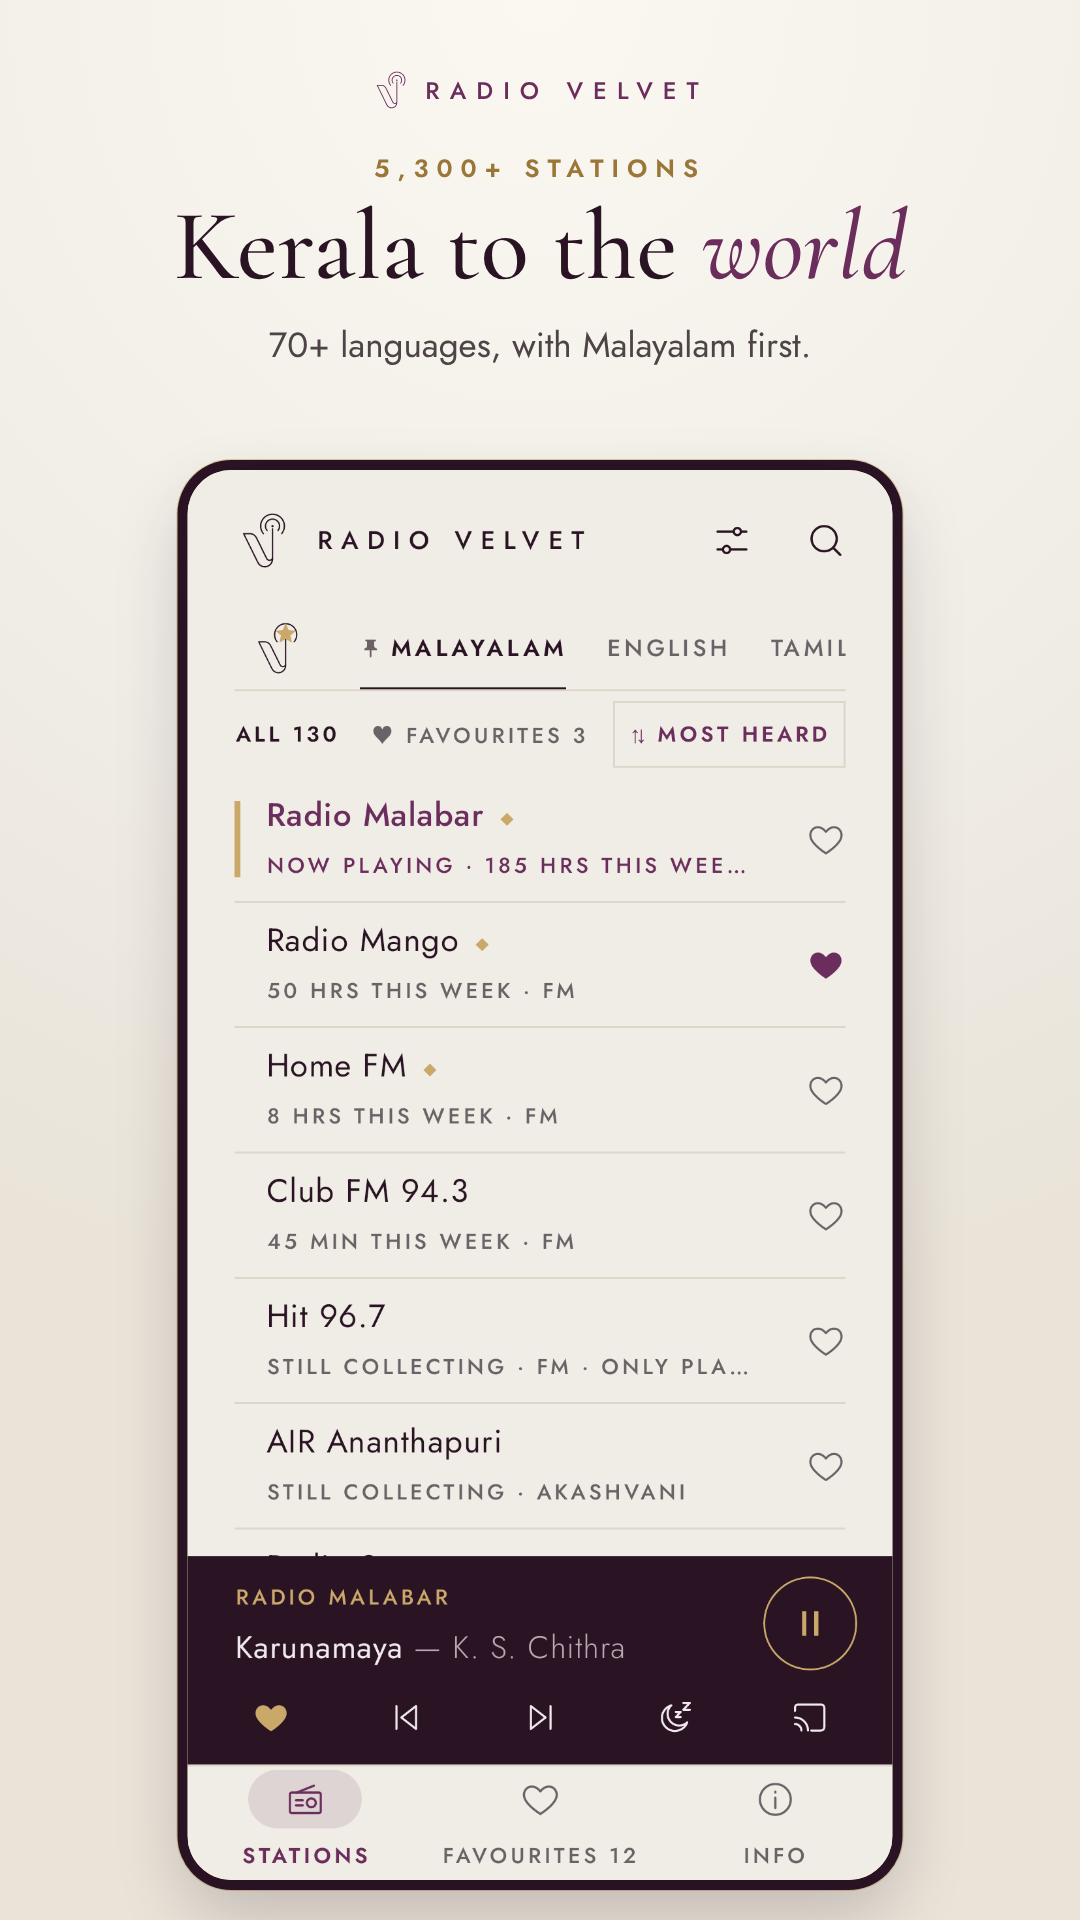 RADIO VELVET
5,300+ STATIONS
Kerala to the world
70+ languages, with Malayalam first.
RADIO VELVET
MALAYALAM ENGLISH TAMIL
ALL 130 FAVOURITES 3 MOST HEARD
Radio Malabar
NOW PLAYING · 185 HRS THIS WEE...
Radio Mango
50 HRS THIS WEEK · FM
Home FM
8 HRS THIS WEEK · FM
Club FM 94.3
45 MIN THIS WEEK · FM
Hit 96.7
STILL COLLECTING · FM · ONLY PLA...
AIR Ananthapuri
STILL COLLECTING · AKASHVANI
RADIO MALABAR
Karunamaya — K. S. Chithra
STATIONS FAVOURITES 12 INFO